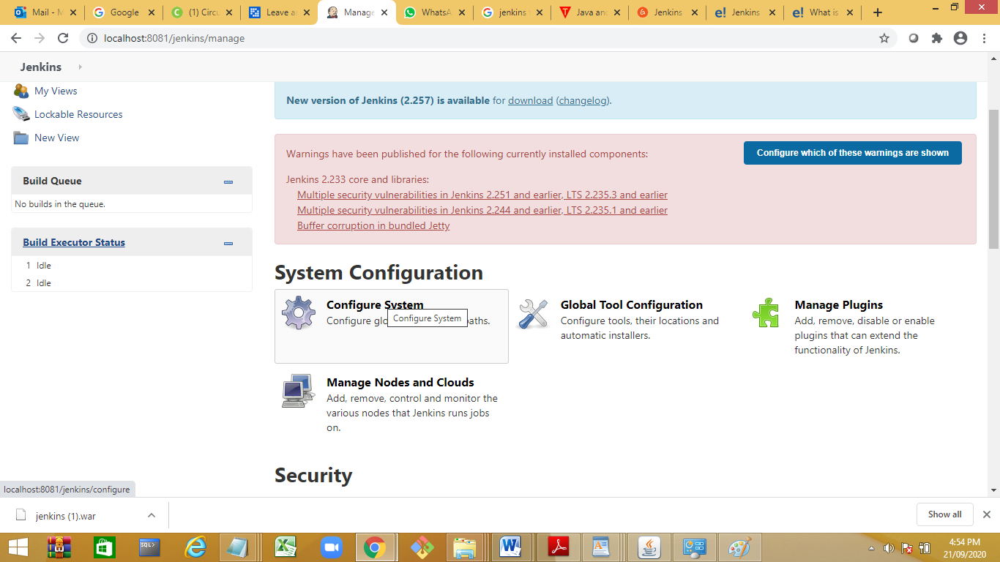 Mail - M
Google
(1) Circu
Leave a
Manage
WhatsA
jenkins
Java an
Jenkins
Jenkins
What is
localhost:8081/jenkins/manage
Jenkins
My Views
Lockable Resources
New View
Build Queue
No builds in the queue.
Build Executor Status
1 Idle
2 Idle
New version of Jenkins (2.257) is available for download (changelog).
Warnings have been published for the following currently installed components:
Configure which of these warnings are shown
Jenkins 2.233 core and libraries:
Multiple security vulnerabilities in Jenkins 2.251 and earlier, LTS 2.235.3 and earlier
Multiple security vulnerabilities in Jenkins 2.244 and earlier, LTS 2.235.1 and earlier
Buffer corruption in bundled Jetty
System Configuration
Configure System
Configure glo
aths.
Configure System
Global Tool Configuration
Configure tools, their locations and
automatic installers.
Manage Plugins
Add, remove, disable or enable
plugins that can extend the
functionality of Jenkins.
Manage Nodes and Clouds
Add, remove, control and monitor the
various nodes that Jenkins runs jobs
on.
Security
localhost:8081/jenkins/configure
jenkins (1).war
Show all
SQL>
4:54 PM
21/09/2020